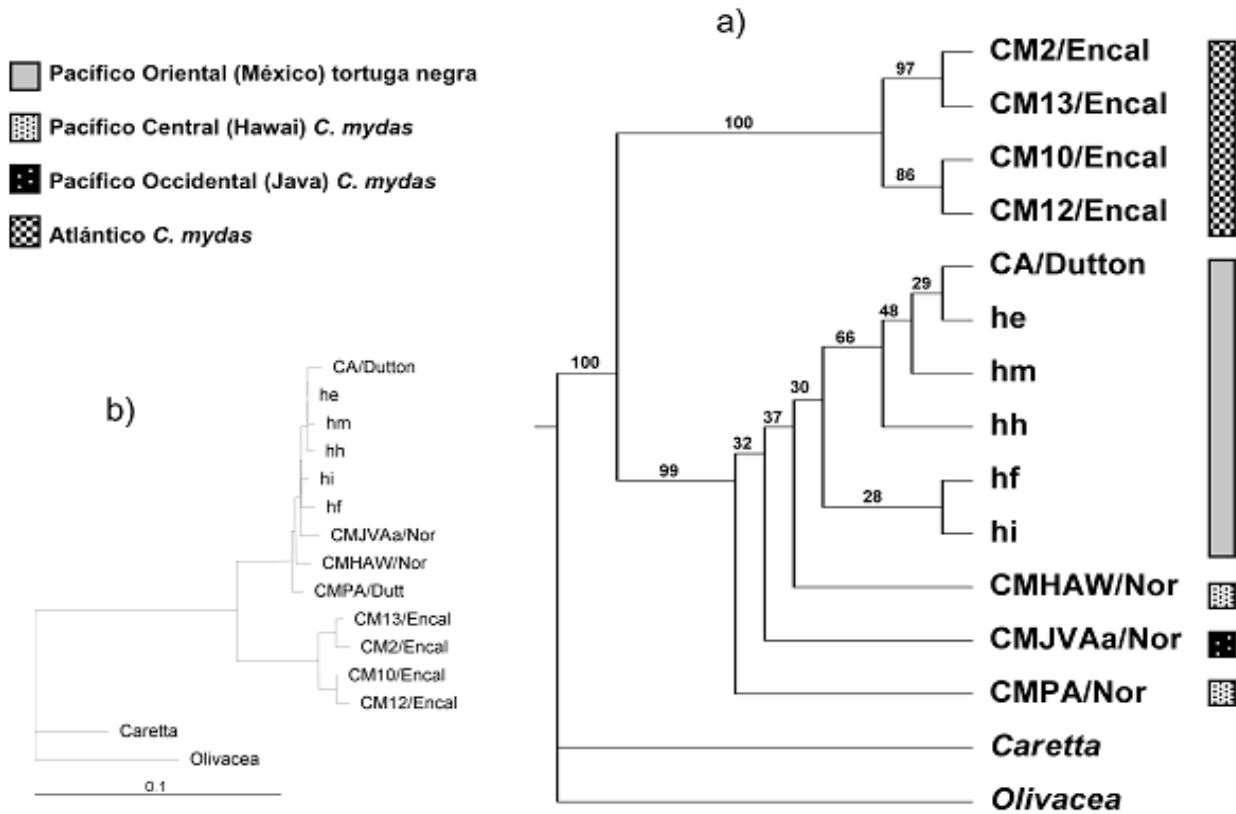 a)
Pacífico Oriental (México) tortuga negra
Pacífico Central (Hawai) C. mydas
Pacífico Occidental (Java) C. mydas
Atlántico C. mydas
CM2/Encal
97
CM13/Encal
100
CM10/Encal
86
CM12/Encal
CA/Dutton
29
he
48
66
hm
100
30
hh
37
32
99
hf
28
hi
CMHAW/Nor
CMJVAa/Nor
CMPA/Nor
Caretta
Olivacea
b)
CA/Dutton
he
hm
hh
hi
hf
CMJVAa/Nor
CMHAW/Nor
CMPA/Dutt
CM13/Encal
CM2/Encal
CM10/Encal
CM12/Encal
Caretta
Olivacea
0.1